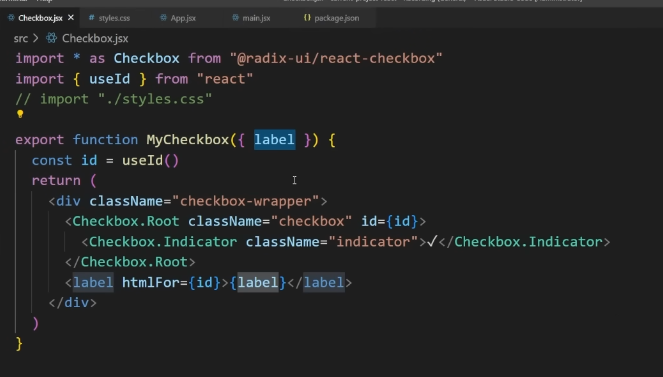 Checkbox.jsx × # styles.css App.jsx main.jsx {} package.json
src > Checkbox.jsx
import * as Checkbox from "@radix-ui/react-checkbox"
import { useId } from "react"
// import "./styles.css"
export function MyCheckbox({ label }) {
const id = useId()
return (
<div className="checkbox-wrapper">
<Checkbox.Root className="checkbox" id={id}>
<Checkbox.Indicator className="indicator">✓</Checkbox.Indicator>
</Checkbox.Root>
<label htmlFor={id}>{label}</label>
</div>
)
}